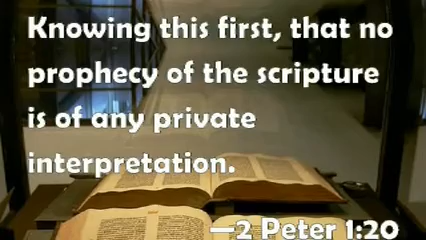 Knowing this first, that no
prophecy of the scripture
is of any private
interpretation.
—2 Peter 1:20